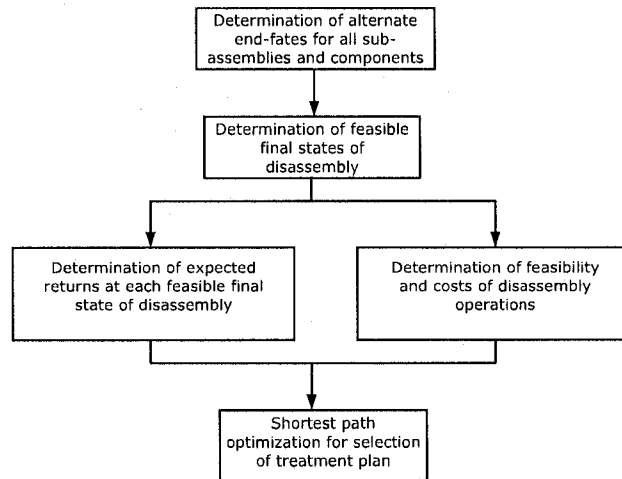 Determination of alternate
end-fates for all sub-
assemblies and components
Determination of feasible
final states of
disassembly
Determination of expected
returns at each feasible final
state of disassembly
Determination of feasibility
and costs of disassembly
operations
Shortest path
optimization for selection
of treatment plan